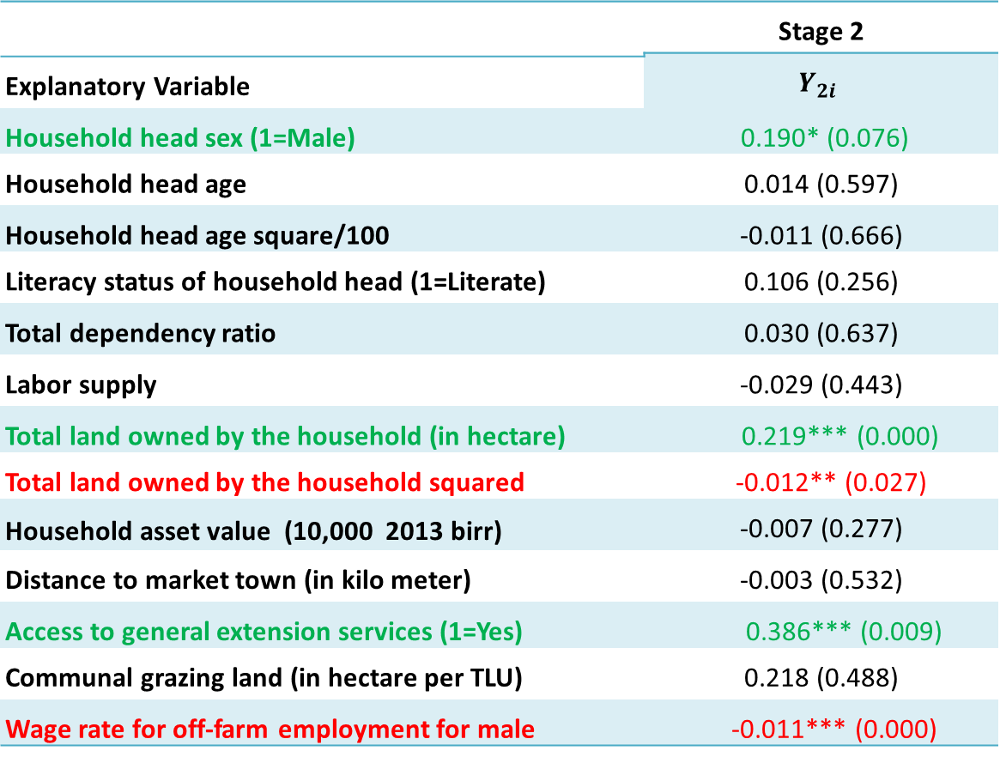 Stage 2
Explanatory Variable Y2i
Household head sex (1=Male) 0.190* (0.076)
Household head age 0.014 (0.597)
Household head age square/100 -0.011 (0.666)
Literacy status of household head (1=Literate) 0.106 (0.256)
Total dependency ratio 0.030 (0.637)
Labor supply -0.029 (0.443)
Total land owned by the household (in hectare) 0.219*** (0.000)
Total land owned by the household squared -0.012** (0.027)
Household asset value (10,000 2013 birr) -0.007 (0.277)
Distance to market town (in kilo meter) -0.003 (0.532)
Access to general extension services (1=Yes) 0.386*** (0.009)
Communal grazing land (in hectare per TLU) 0.218 (0.488)
Wage rate for off-farm employment for male -0.011*** (0.000)